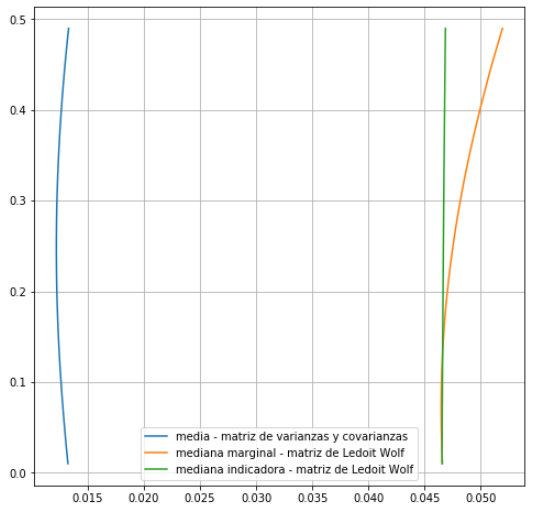 0.5
0.4
0.3
0.2
0.1
0.0
media - matriz de varianzas y covarianzas
mediana marginal - matriz de Ledoit Wolf
mediana indicadora - matriz de Ledoit Wolf
0.015 0.020 0.025 0.030 0.035 0.040 0.045 0.050